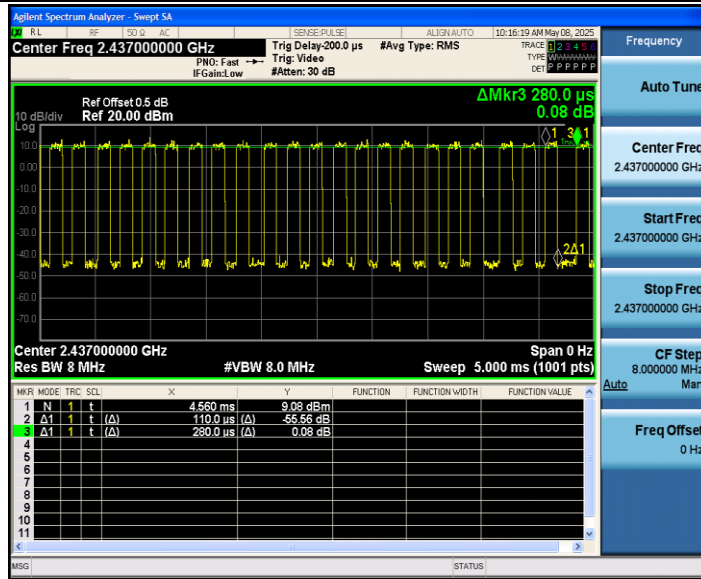 Agilent Spectrum Analyzer - Swept SA
RL RF 50 Ω AC SENSE:PULSE ALIGN AUTO 10:16:19 AM May 08, 2025
Center Freq 2.437000000 GHz
PNO: Fast
IFGain:Low
Trig Delay-200.0 µs
Trig: Video
#Atten: 30 dB
#Avg Type: RMS
TRACE 1 2 3 4 5 6
TYPE
DET P P P P P P
Frequency
Auto Tune
Center Freq
2.437000000 GHz
Start Freq
2.437000000 GHz
Stop Freq
2.437000000 GHz
CF Step
8.000000 MHz
Auto Man
Freq Offset
0 Hz
ΔMkr3 280.0 µs
0.08 dB
Ref Offset 0.5 dB
10 dB/div Ref 20.00 dBm
Log
10.0
0.00
-10.0
-20.0
-30.0
-40.0
-50.0
-60.0
-70.0
1 3Δ1
2Δ1
Center 2.437000000 GHz Span 0 Hz
Res BW 8 MHz #VBW 8.0 MHz Sweep 5.000 ms (1001 pts)
MKR MODE TRC SCL X Y FUNCTION FUNCTION WIDTH FUNCTION VALUE
1 N 1 t 4.560 ms 9.08 dBm
2 Δ1 1 t (Δ) 110.0 µs (Δ) -55.56 dB
3 Δ1 1 t (Δ) 280.0 µs (Δ) 0.08 dB
4
5
6
7
8
9
10
11
MSG STATUS